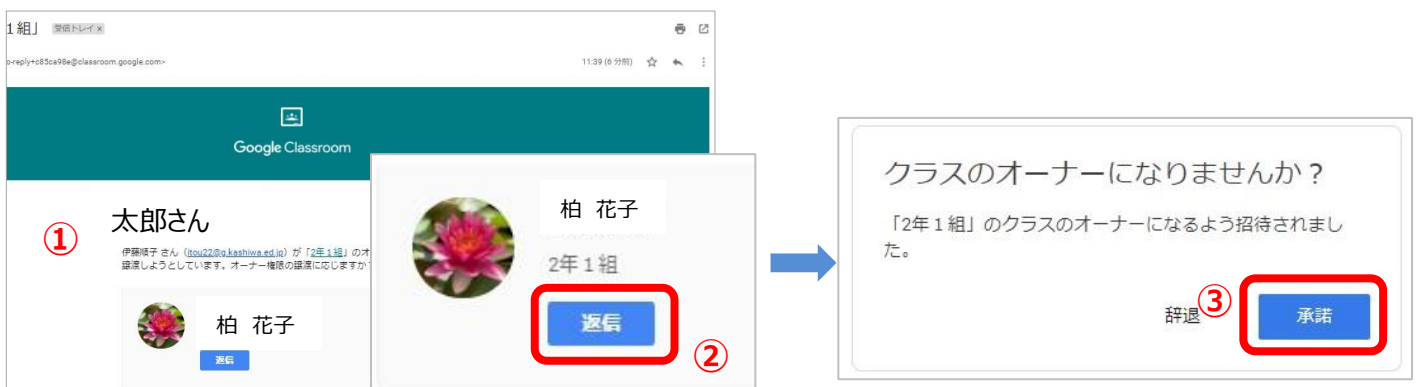 1組」 受信トレイ x
o-reply+c85ca98e@classroom.google.com>
11:39 (6 分前)
Google Classroom
①
太郎さん
伊藤順子 さん（itou22@g.kashiwa.ed.jp）が「2年1組」のオ
譲渡しようとしています。オーナー権限の譲渡に応じますか
柏 花子
返信
柏 花子
2年1組
返信
②
クラスのオーナーになりませんか？
「2年1組」のクラスのオーナーになるよう招待されまし
た。
辞退
③
承諾